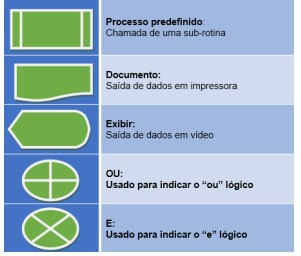 Processo predefinido:
Chamada de uma sub-rotina
Documento:
Saída de dados em impressora
Exibir:
Saída de dados em vídeo
OU:
Usado para indicar o “ou” lógico
E:
Usado para indicar o “e” lógico